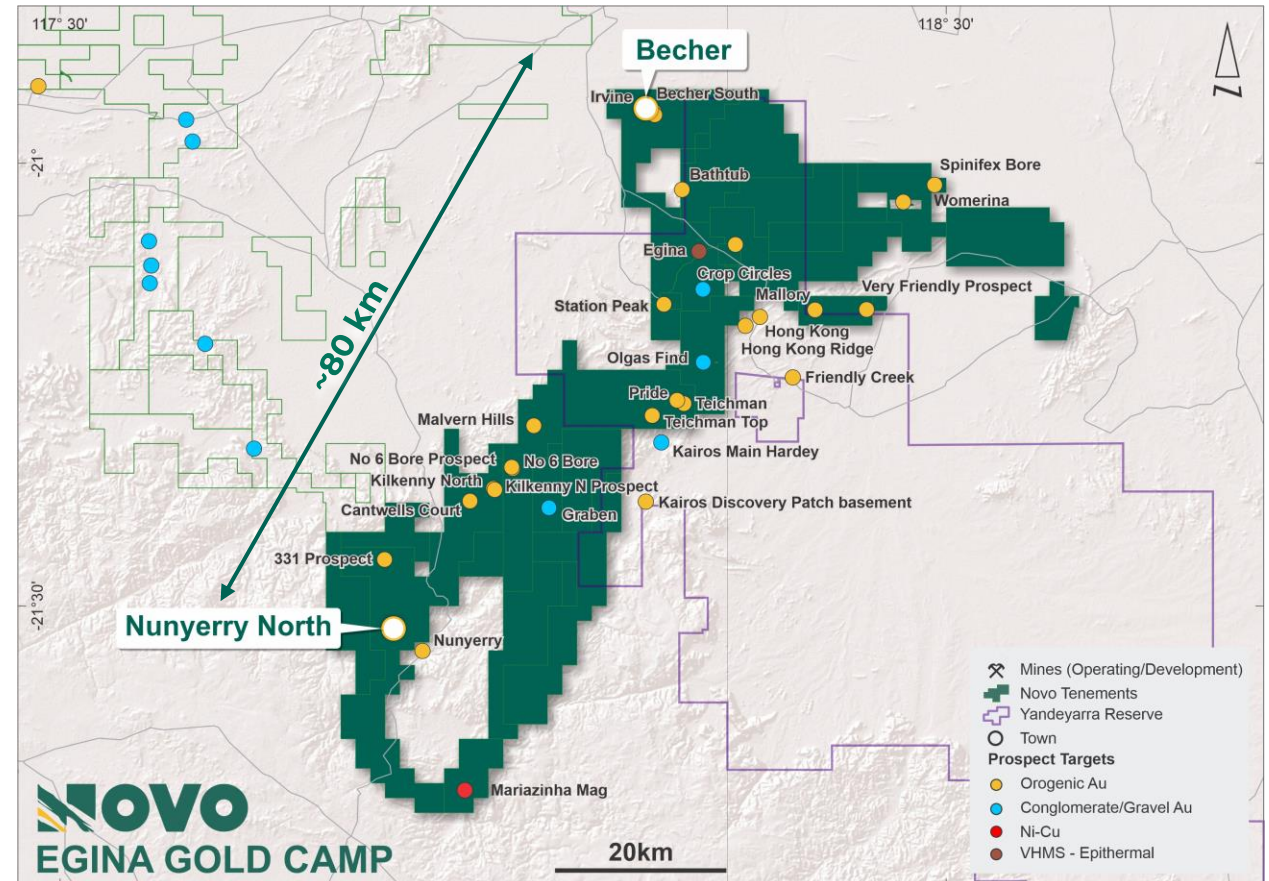 117° 30'
118° 30'
Z
Becher
Irvine
Becher South
-21°
Spinifex Bore
Bathtub
Womerina
Egina
Crop Circles
Very Friendly Prospect
Mallory
Station Peak
Hong Kong
Hong Kong Ridge
~80 km
Olgas Find
Friendly Creek
Pride
Teichman
Teichman Top
Malvern Hills
Kairos Main Hardey
No 6 Bore Prospect
No 6 Bore
Kilkenny North
Kilkenny N Prospect
Cantwells Court
Graben
Kairos Discovery Patch basement
331 Prospect
-21°30'
Nunyerry North
Nunyerry
Mariazinha Mag
Mines (Operating/Development)
Novo Tenements
Yandeyarra Reserve
Town
Prospect Targets
Orogenic Au
Conglomerate/Gravel Au
Ni-Cu
VHMS - Epithermal
NOVO
EGINA GOLD CAMP
20km